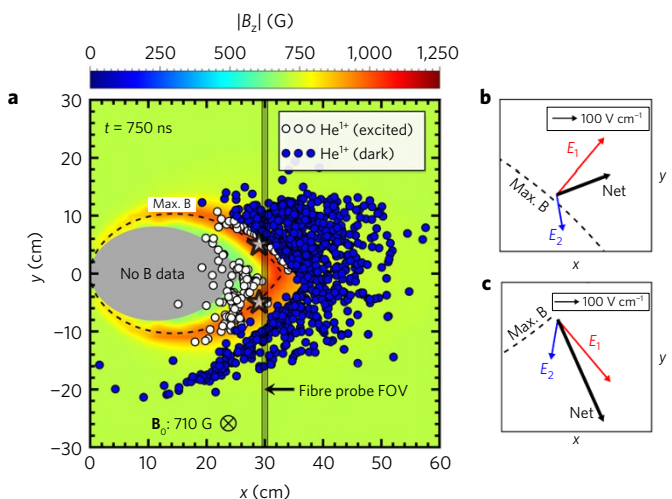 |B_z| (G)
0 250 500 750 1,000 1,250
a
30
20
10
0
−10
−20
−30
y (cm)
t = 750 ns
He¹⁺ (excited)
He¹⁺ (dark)
Max. B
No B data
Fibre probe FOV
B₀: 710 G
0 10 20 30 40 50 60
x (cm)
b
100 V cm⁻¹
E₁
Net
Max. B
E₂
y
x
c
100 V cm⁻¹
Max. B
E₁
E₂
Net
y
x